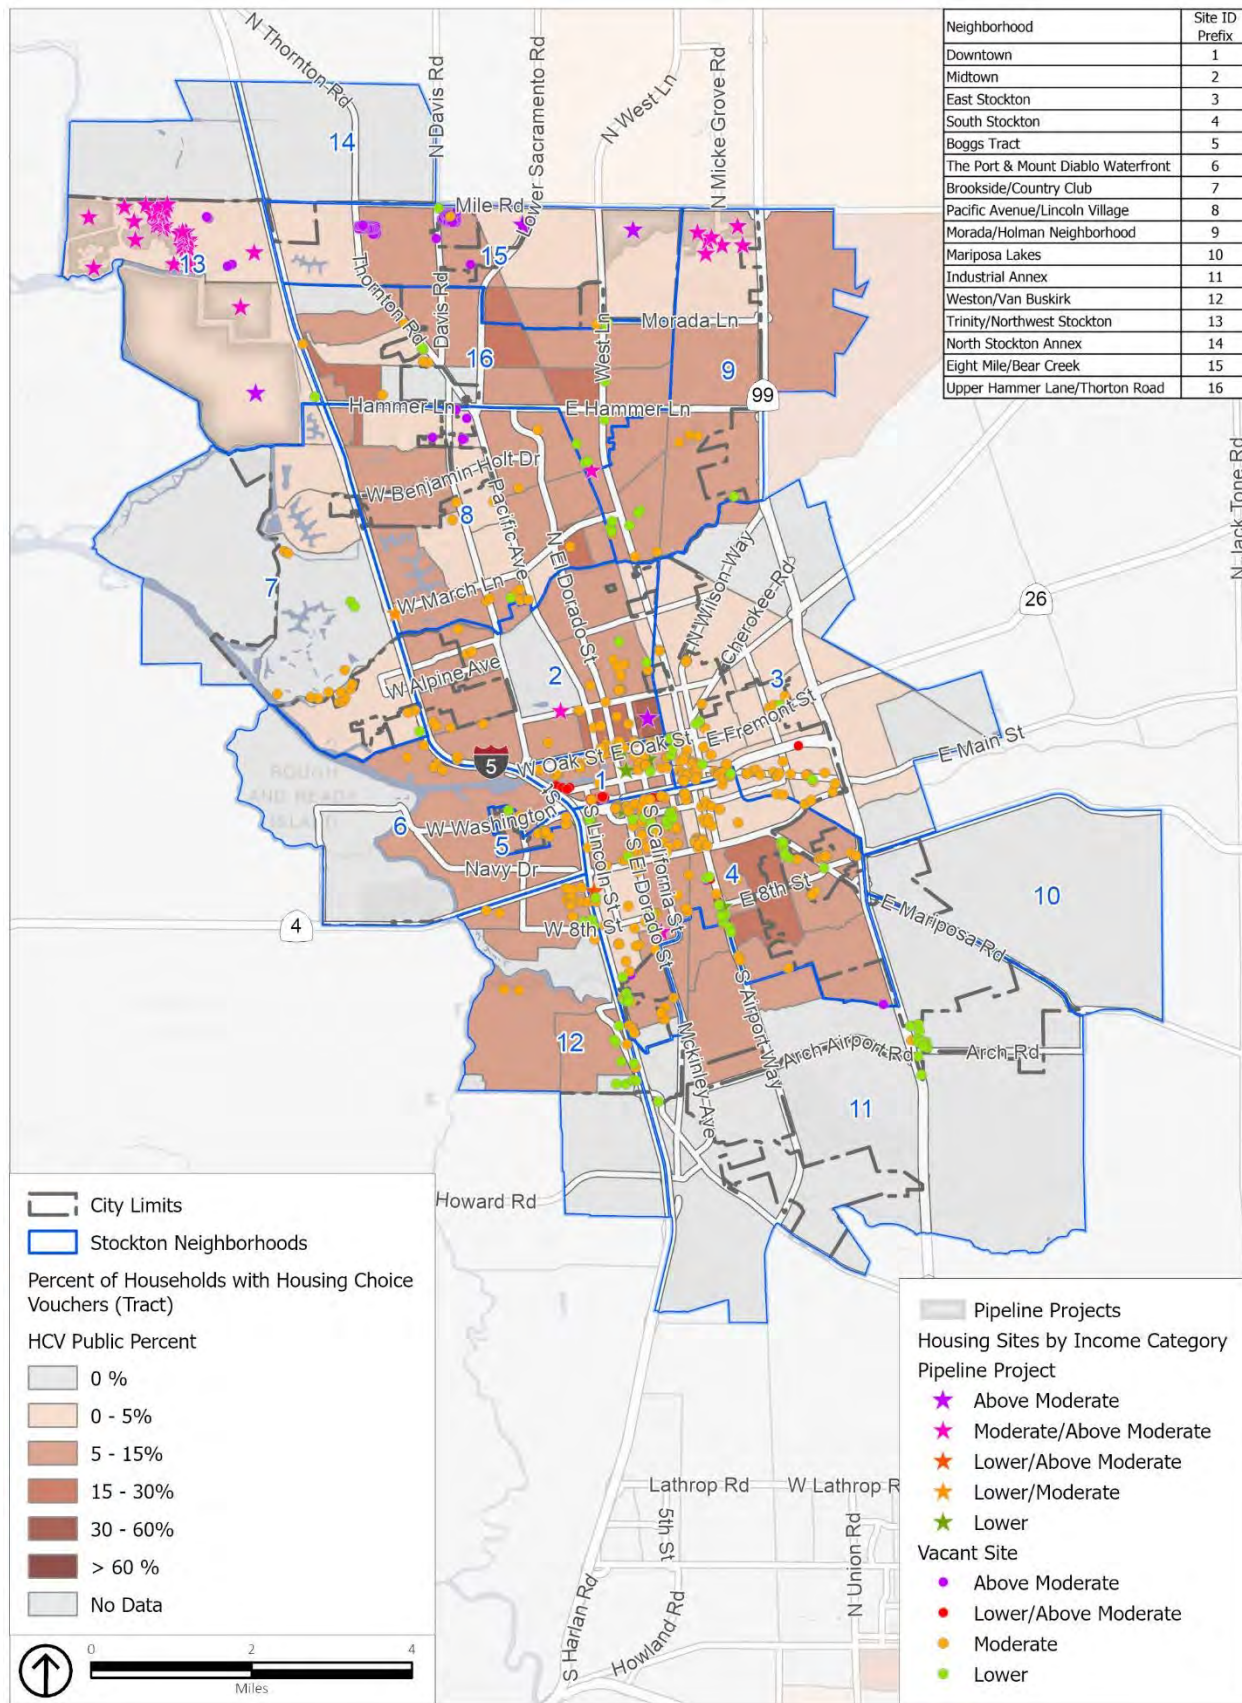 Neighborhood Site ID Prefix
Downtown 1
Midtown 2
East Stockton 3
South Stockton 4
Boggs Tract 5
The Port & Mount Diablo Waterfront 6
Brookside/Country Club 7
Pacific Avenue/Lincoln Village 8
Morada/Holman Neighborhood 9
Mariposa Lakes 10
Industrial Annex 11
Weston/Van Buskirk 12
Trinity/Northwest Stockton 13
North Stockton Annex 14
Eight Mile/Bear Creek 15
Upper Hammer Lane/Thorton Road 16
N Thornton Rd
N Davis Rd
Lower Sacramento Rd
N West Ln
N Micke Grove Rd
14
Mile Rd
13
15
Thornton Rd
Davis Rd
16
West Ln
Morada Ln
9
99
Hammer Ln
E Hammer Ln
N Jack Tone Rd
W Benjamin Holt Dr
8
Pacific Ave
N El Dorado St
N Wilson Way
Cherokee Rd
7
W March Ln
26
2
W Alpine Ave
3
E Fremont St
W Oak St
E Oak St
E Main St
5
1
ROUGH
AND READY
ISLAND
6
W Washington St
5
S Lincoln St
S El Dorado St
S California St
Navy Dr
4
E 8th St
10
4
W 8th St
E Mariposa Rd
S Airport Way
12
Mckinley Ave
Arch Airport Rd
Arch Rd
11
Howard Rd
Lathrop Rd
W Lathrop R
5th St
N Union Rd
S Harlan Rd
Howland Rd
City Limits
Stockton Neighborhoods
Percent of Households with Housing Choice
Vouchers (Tract)
HCV Public Percent
0 %
0 - 5%
5 - 15%
15 - 30%
30 - 60%
> 60 %
No Data
0 2 4
Miles
Pipeline Projects
Housing Sites by Income Category
Pipeline Project
Above Moderate
Moderate/Above Moderate
Lower/Above Moderate
Lower/Moderate
Lower
Vacant Site
Above Moderate
Lower/Above Moderate
Moderate
Lower